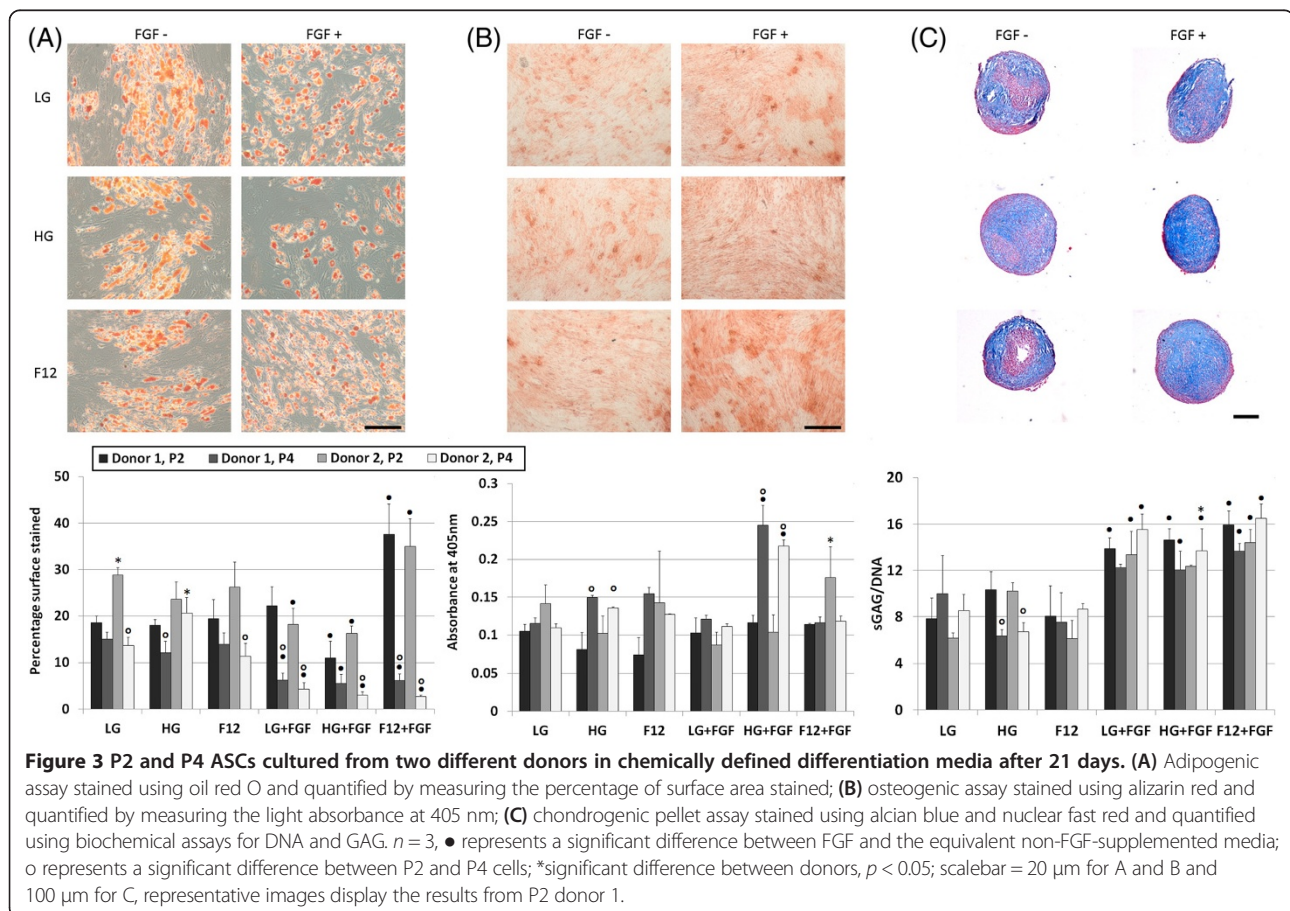 (A)
FGF -
FGF +
(B)
FGF -
FGF +
(C)
FGF -
FGF +
LG
HG
F12
Donor 1, P2
Donor 1, P4
Donor 2, P2
Donor 2, P4
Percentage surface stained
50
40
30
20
10
0
*
*
o
o
o
•
o
•
•
•
o
•
•
o
•
•
o
•
•
o
•
LG
HG
F12
LG+FGF
HG+FGF
F12+FGF
Absorbance at 405nm
0.3
0.25
0.2
0.15
0.1
0.05
0
o
o
o
•
o
•
*
LG
HG
F12
LG+FGF
HG+FGF
F12+FGF
sGAG/DNA
20
16
12
8
4
0
o
o
•
•
•
•
•
*
•
•
•
•
•
LG
HG
F12
LG+FGF
HG+FGF
F12+FGF
Figure 3 P2 and P4 ASCs cultured from two different donors in chemically defined differentiation media after 21 days. (A) Adipogenic
assay stained using oil red O and quantified by measuring the percentage of surface area stained; (B) osteogenic assay stained using alizarin red and
quantified by measuring the light absorbance at 405 nm; (C) chondrogenic pellet assay stained using alcian blue and nuclear fast red and quantified
using biochemical assays for DNA and GAG. n = 3, • represents a significant difference between FGF and the equivalent non-FGF-supplemented media;
o represents a significant difference between P2 and P4 cells; *significant difference between donors, p < 0.05; scalebar = 20 μm for A and B and
100 μm for C, representative images display the results from P2 donor 1.